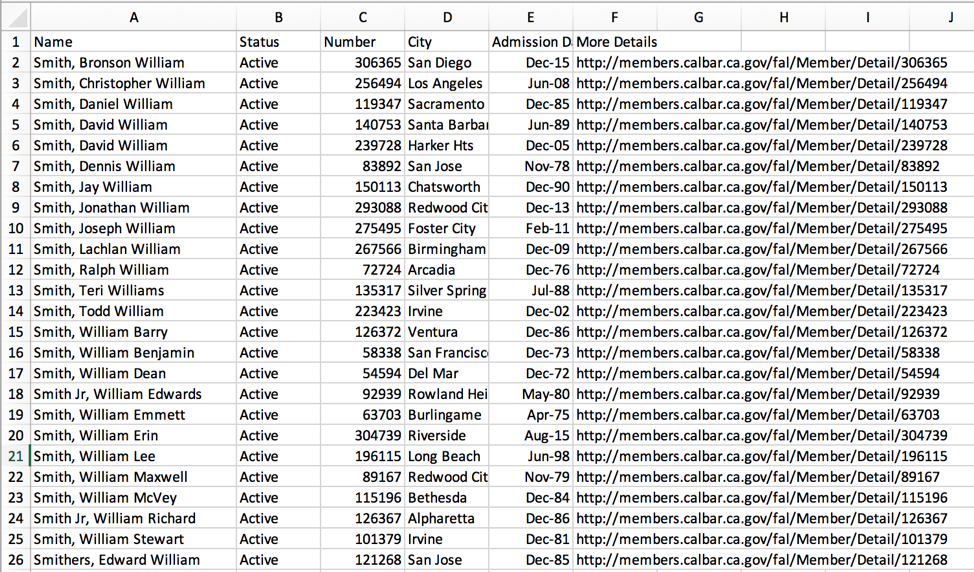 A B C D E F G H I J
1 Name Status Number City Admission D More Details
2 Smith, Bronson William Active 306365 San Diego Dec-15 http://members.calbar.ca.gov/fal/Member/Detail/306365
3 Smith, Christopher William Active 256494 Los Angeles Jun-08 http://members.calbar.ca.gov/fal/Member/Detail/256494
4 Smith, Daniel William Active 119347 Sacramento Dec-85 http://members.calbar.ca.gov/fal/Member/Detail/119347
5 Smith, David William Active 140753 Santa Barbar Jun-89 http://members.calbar.ca.gov/fal/Member/Detail/140753
6 Smith, David William Active 239728 Harker Hts Dec-05 http://members.calbar.ca.gov/fal/Member/Detail/239728
7 Smith, Dennis William Active 83892 San Jose Nov-78 http://members.calbar.ca.gov/fal/Member/Detail/83892
8 Smith, Jay William Active 150113 Chatsworth Dec-90 http://members.calbar.ca.gov/fal/Member/Detail/150113
9 Smith, Jonathan William Active 293088 Redwood Cit Dec-13 http://members.calbar.ca.gov/fal/Member/Detail/293088
10 Smith, Joseph William Active 275495 Foster City Feb-11 http://members.calbar.ca.gov/fal/Member/Detail/275495
11 Smith, Lachlan William Active 267566 Birmingham Dec-09 http://members.calbar.ca.gov/fal/Member/Detail/267566
12 Smith, Ralph William Active 72724 Arcadia Dec-76 http://members.calbar.ca.gov/fal/Member/Detail/72724
13 Smith, Teri Williams Active 135317 Silver Spring Jul-88 http://members.calbar.ca.gov/fal/Member/Detail/135317
14 Smith, Todd William Active 223423 Irvine Dec-02 http://members.calbar.ca.gov/fal/Member/Detail/223423
15 Smith, William Barry Active 126372 Ventura Dec-86 http://members.calbar.ca.gov/fal/Member/Detail/126372
16 Smith, William Benjamin Active 58338 San Francisc Dec-73 http://members.calbar.ca.gov/fal/Member/Detail/58338
17 Smith, William Dean Active 54594 Del Mar Dec-72 http://members.calbar.ca.gov/fal/Member/Detail/54594
18 Smith Jr, William Edwards Active 92939 Rowland Hei May-80 http://members.calbar.ca.gov/fal/Member/Detail/92939
19 Smith, William Emmett Active 63703 Burlingame Apr-75 http://members.calbar.ca.gov/fal/Member/Detail/63703
20 Smith, William Erin Active 304739 Riverside Aug-15 http://members.calbar.ca.gov/fal/Member/Detail/304739
21 Smith, William Lee Active 196115 Long Beach Jun-98 http://members.calbar.ca.gov/fal/Member/Detail/196115
22 Smith, William Maxwell Active 89167 Redwood Cit Nov-79 http://members.calbar.ca.gov/fal/Member/Detail/89167
23 Smith, William McVey Active 115196 Bethesda Dec-84 http://members.calbar.ca.gov/fal/Member/Detail/115196
24 Smith Jr, William Richard Active 126367 Alpharetta Dec-86 http://members.calbar.ca.gov/fal/Member/Detail/126367
25 Smith, William Stewart Active 101379 Irvine Dec-81 http://members.calbar.ca.gov/fal/Member/Detail/101379
26 Smithers, Edward William Active 121268 San Jose Dec-85 http://members.calbar.ca.gov/fal/Member/Detail/121268